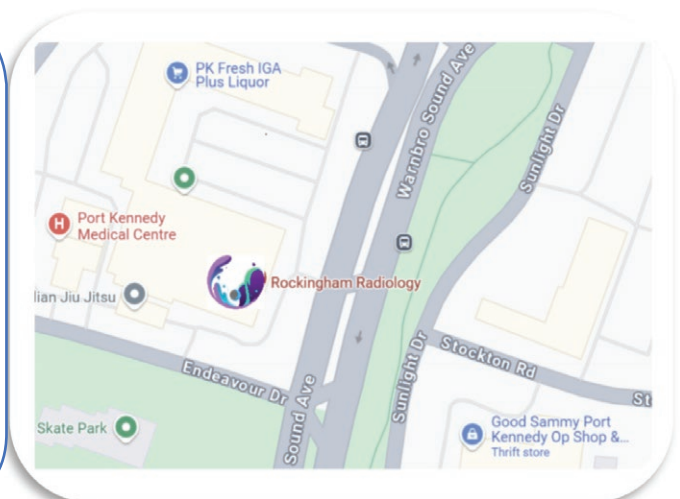 PK Fresh IGA
Plus Liquor
Warnbro Sound Ave
Sunlight Dr
Port Kennedy
Medical Centre
Rockingham Radiology
lian Jiu Jitsu
Endeavour Dr
Sound Ave
Sunlight Dr
Stockton Rd
St
Skate Park
Good Sammy Port
Kennedy Op Shop &...
Thrift store
H